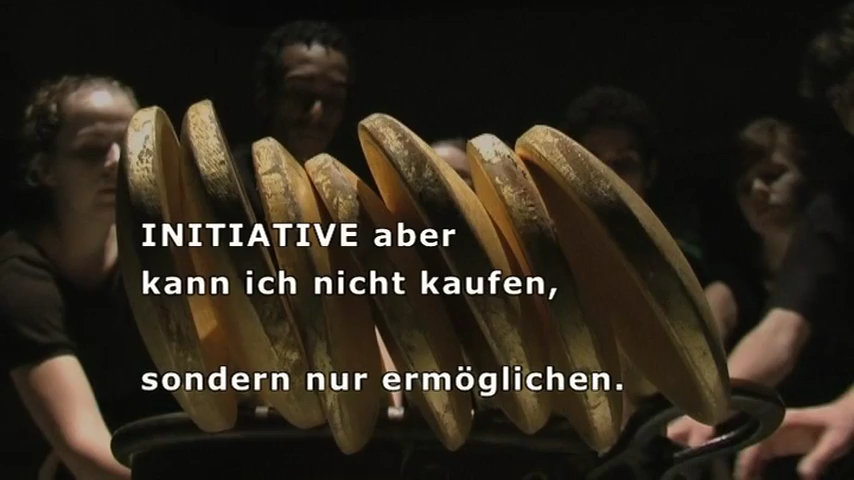 INITIATIVE aber
kann ich nicht kaufen,
sondern nur ermöglichen.